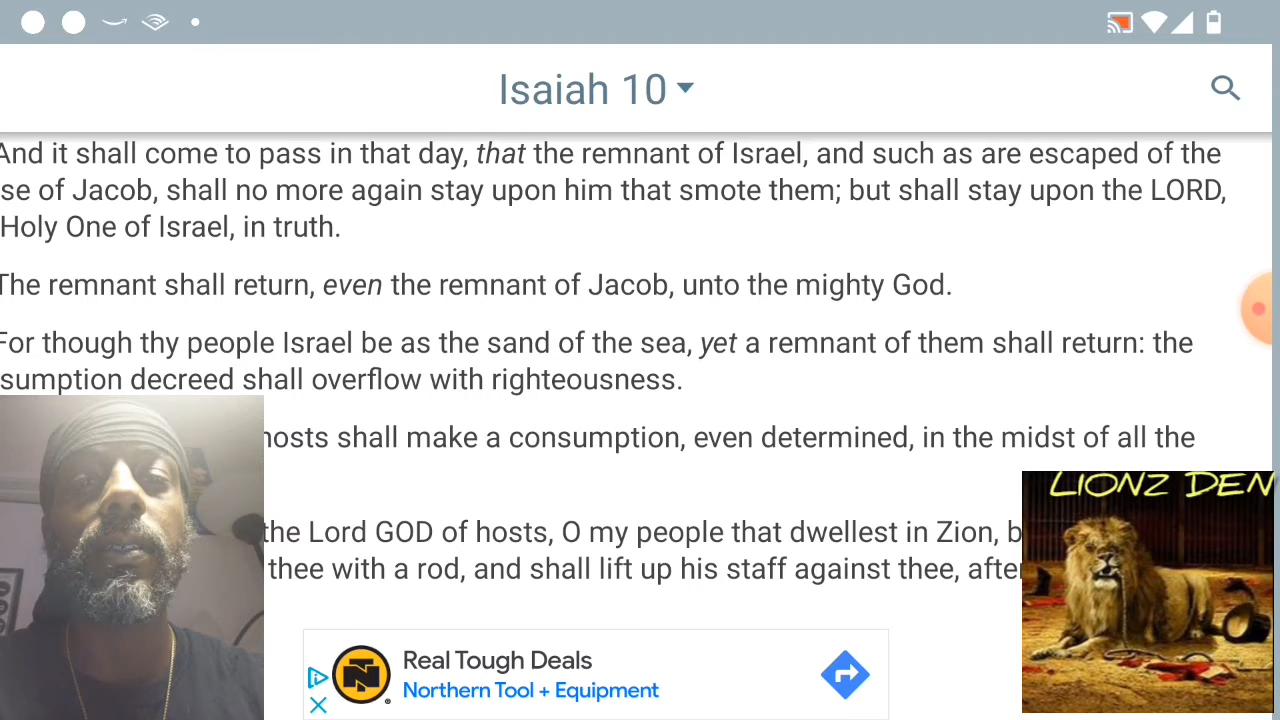 Isaiah 10
And it shall come to pass in that day, that the remnant of Israel, and such as are escaped of the
se of Jacob, shall no more again stay upon him that smote them; but shall stay upon the LORD,
Holy One of Israel, in truth.
The remnant shall return, even the remnant of Jacob, unto the mighty God.
For though thy people Israel be as the sand of the sea, yet a remnant of them shall return: the
sumption decreed shall overflow with righteousness.
hosts shall make a consumption, even determined, in the midst of all the
LIONZ DEN
the Lord GOD of hosts, O my people that dwellest in Zion, b
thee with a rod, and shall lift up his staff against thee, after
Real Tough Deals
Northern Tool + Equipment